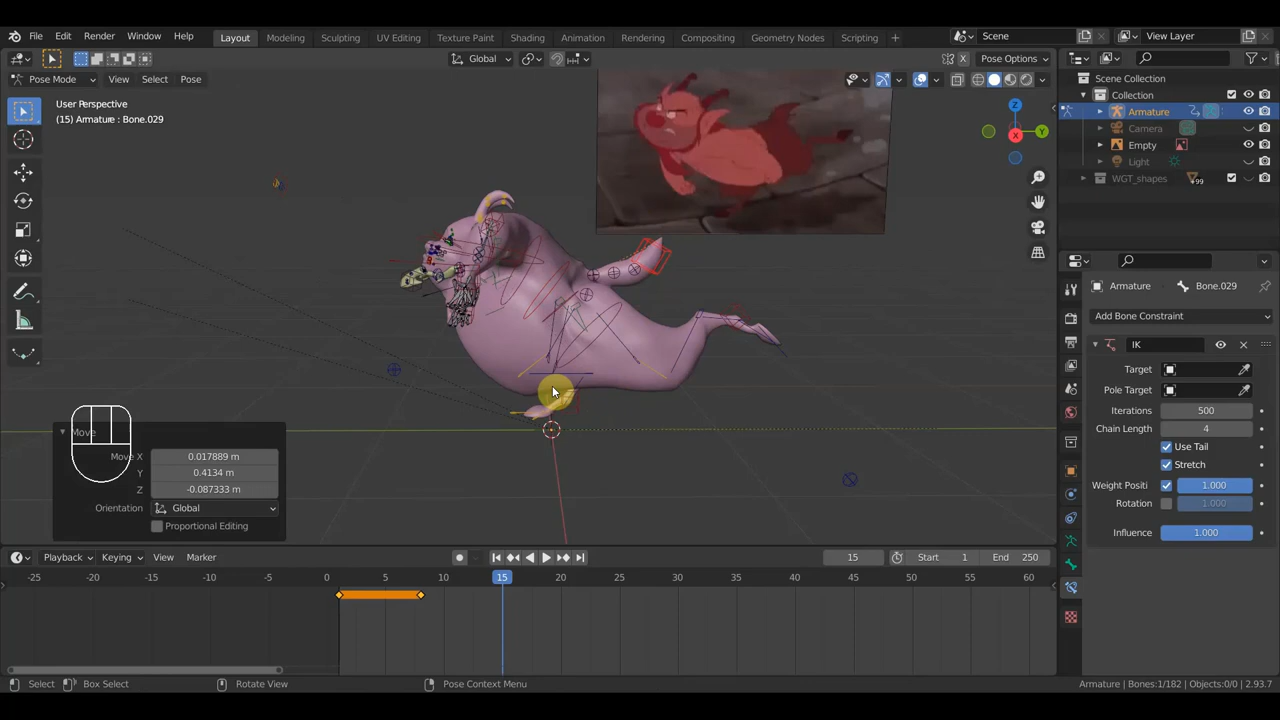 File Edit Render Window Help Layout Modeling Sculpting UV Editing Texture Paint Shading Animation Rendering Compositing Geometry Nodes Scripting + Scene View Layer
Global X Pose Options
Pose Mode View Select Pose
User Perspective
(15) Armature : Bone.029
Z
Y
X
Move
Move X 0.017889 m
Y 0.4134 m
Z -0.087333 m
Orientation Global
Proportional Editing
Scene Collection
Collection
Armature
Camera
Empty
Light
WGT_shapes 99
Armature Bone.029
Add Bone Constraint
IK
Target
Pole Target
Iterations 500
Chain Length 4
Use Tail
Stretch
Weight Positi 1.000
Rotation 1.000
Influence 1.000
Playback Keying View Marker 15 Start 1 End 250
-25 -20 -15 -10 -5 0 5 10 15 20 25 30 35 40 45 50 55 60
Select Box Select Rotate View Pose Context Menu Armature | Bones:1/182 | Objects:0/0 | 2.93.7